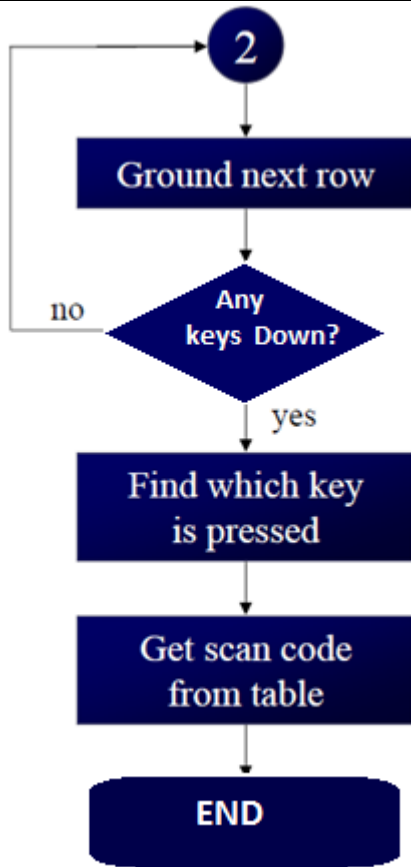 2
Ground next row
Any
keys Down?
no
yes
Find which key
is pressed
Get scan code
from table
END